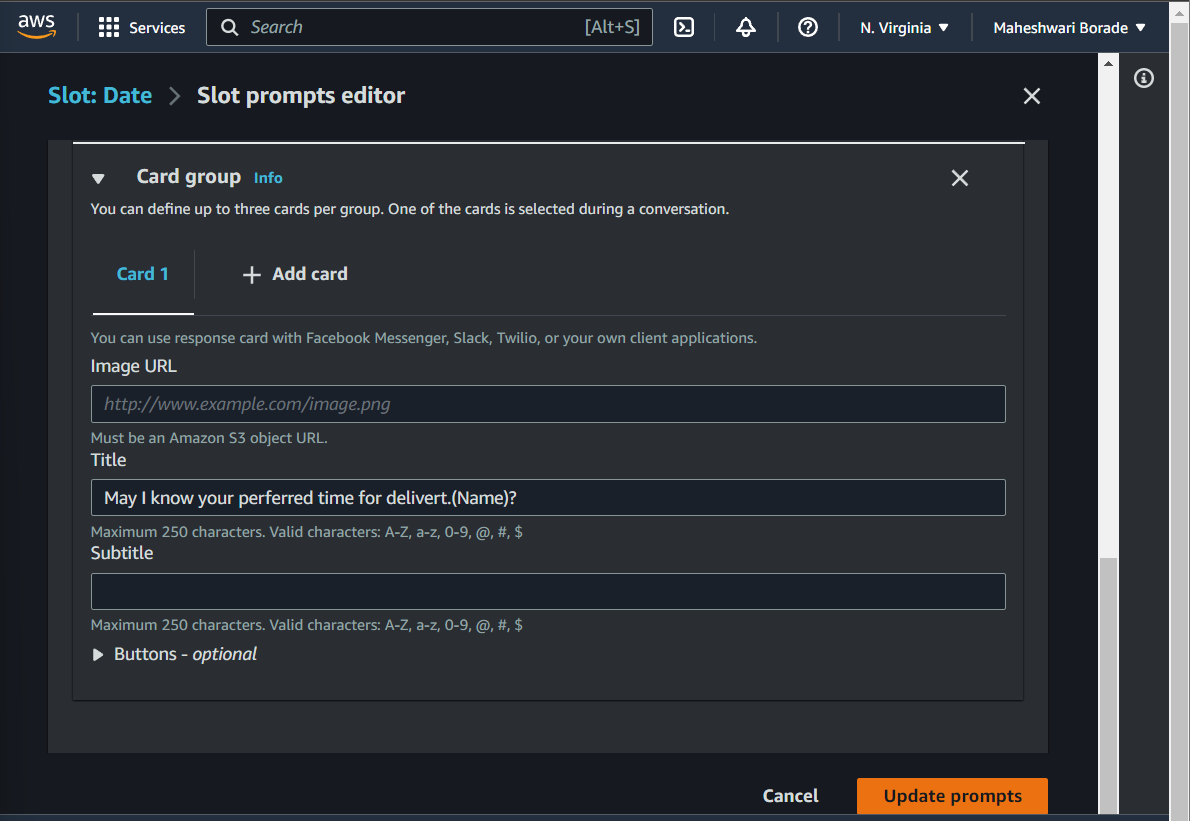 aws Services Search [Alt+S] N. Virginia Maheshwari Borade
Slot: Date Slot prompts editor
Card group Info
You can define up to three cards per group. One of the cards is selected during a conversation.
Card 1 Add card
You can use response card with Facebook Messenger, Slack, Twilio, or your own client applications.
Image URL
http://www.example.com/image.png
Must be an Amazon S3 object URL.
Title
May I know your perferred time for delivert.(Name)?
Maximum 250 characters. Valid characters: A-Z, a-z, 0-9, @, #, $
Subtitle
Maximum 250 characters. Valid characters: A-Z, a-z, 0-9, @, #, $
Buttons - optional
Cancel Update prompts